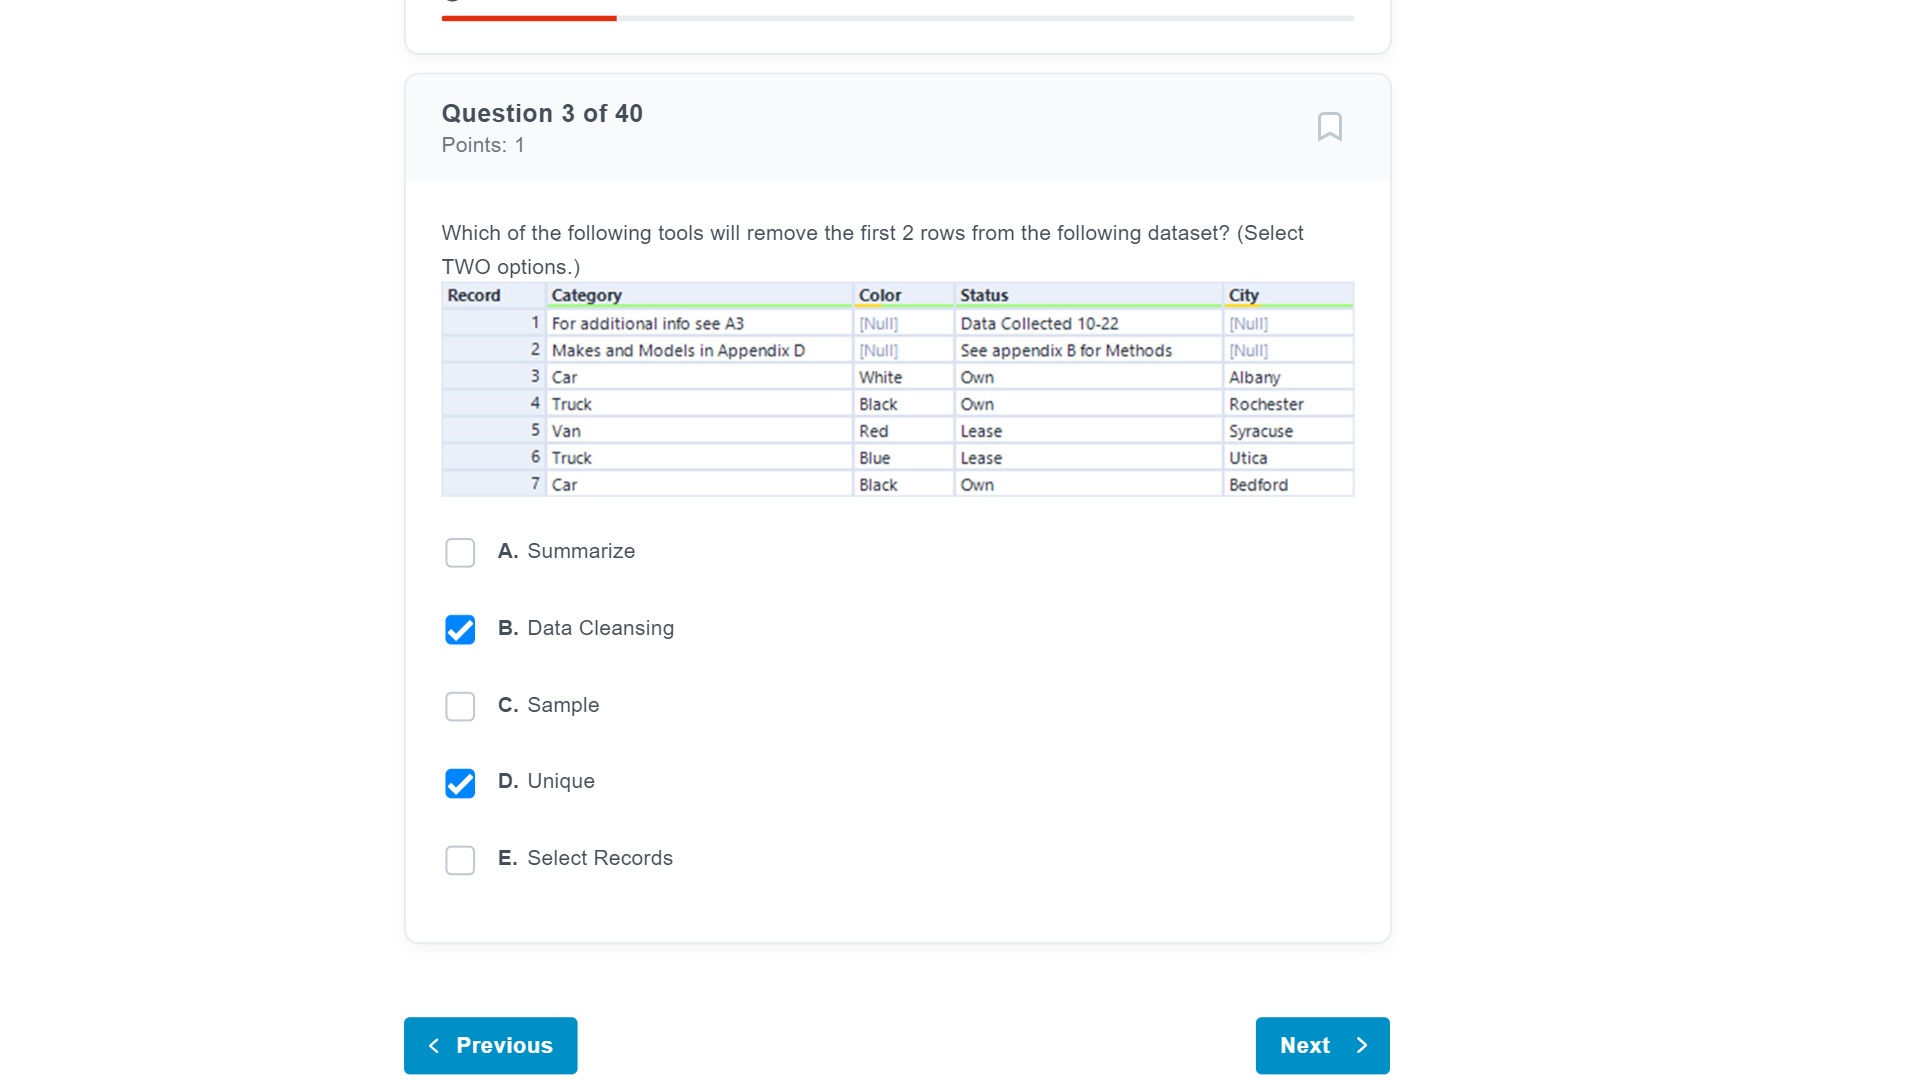 Question 3 of 40
Points: 1
Which of the following tools will remove the first 2 rows from the following dataset? (Select
TWO options.)
Record Category Color Status City
1 For additional info see A3 [Null] Data Collected 10-22 [Null]
2 Makes and Models in Appendix D [Null] See appendix B for Methods [Null]
3 Car White Own Albany
4 Truck Black Own Rochester
5 Van Red Lease Syracuse
6 Truck Blue Lease Utica
7 Car Black Own Bedford
A. Summarize
B. Data Cleansing
C. Sample
D. Unique
E. Select Records
Previous
Next